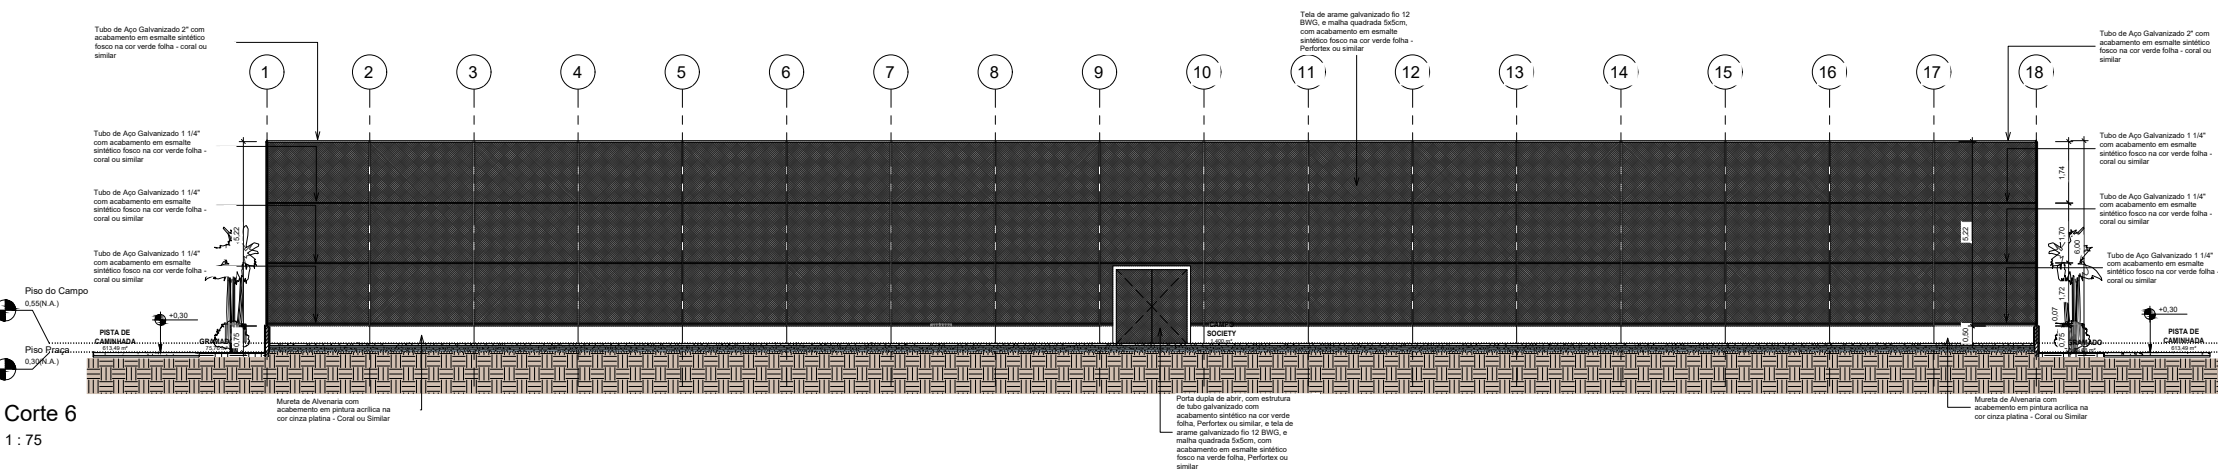 Tubo de Aço Galvanizado 2" com
acabamento em esmalte sintético
fosco na cor verde folha - coral ou
similar
Tela de arame galvanizado fio 12
BWG, e malha quadrada 5x5cm,
com acabamento em esmalte
sintético fosco na cor verde folha -
Perfortex ou similar
Tubo de Aço Galvanizado 2" com
acabamento em esmalte sintético
fosco na cor verde folha - coral ou
similar
1
2
3
4
5
6
7
8
9
10
11
12
13
14
15
16
17
18
Tubo de Aço Galvanizado 1 1/4"
com acabamento em esmalte
sintético fosco na cor verde folha -
coral ou similar
Tubo de Aço Galvanizado 1 1/4"
com acabamento em esmalte
sintético fosco na cor verde folha -
coral ou similar
Tubo de Aço Galvanizado 1 1/4"
com acabamento em esmalte
sintético fosco na cor verde folha -
coral ou similar
Tubo de Aço Galvanizado 1 1/4"
com acabamento em esmalte
sintético fosco na cor verde folha -
coral ou similar
Tubo de Aço Galvanizado 1 1/4"
com acabamento em esmalte
sintético fosco na cor verde folha -
coral ou similar
Tubo de Aço Galvanizado 1 1/4"
com acabamento em esmalte
sintético fosco na cor verde folha -
coral ou similar
5,22
0,75
5,22
0,50
1,74
1,70
1,72
0,07
0,75
6,00
Piso do Campo
0,55(N.A.)
Piso Praça
0,30(N.A.)
+0,30
PISTA DE
CAMINHADA
613,49 m²
SOCIETY
1.400 m²
+0,30
GRAMADO
PISTA DE
CAMINHADA
613,49 m²
Mureta de Alvenaria com
acabemento em pintura acrílica na
cor cinza platina - Coral ou Similar
Porta dupla de abrir, com estrutura
de tubo galvanizado com
acabamento sintético na cor verde
folha, Perfortex ou similar, e tela de
arame galvanizado fio 12 BWG, e
malha quadrada 5x5cm, com
acabamento em esmalte sintético
fosco na verde folha, Perfortex ou
similar
Mureta de Alvenaria com
acabemento em pintura acrílica na
cor cinza platina - Coral ou Similar
Corte 6
1 : 75